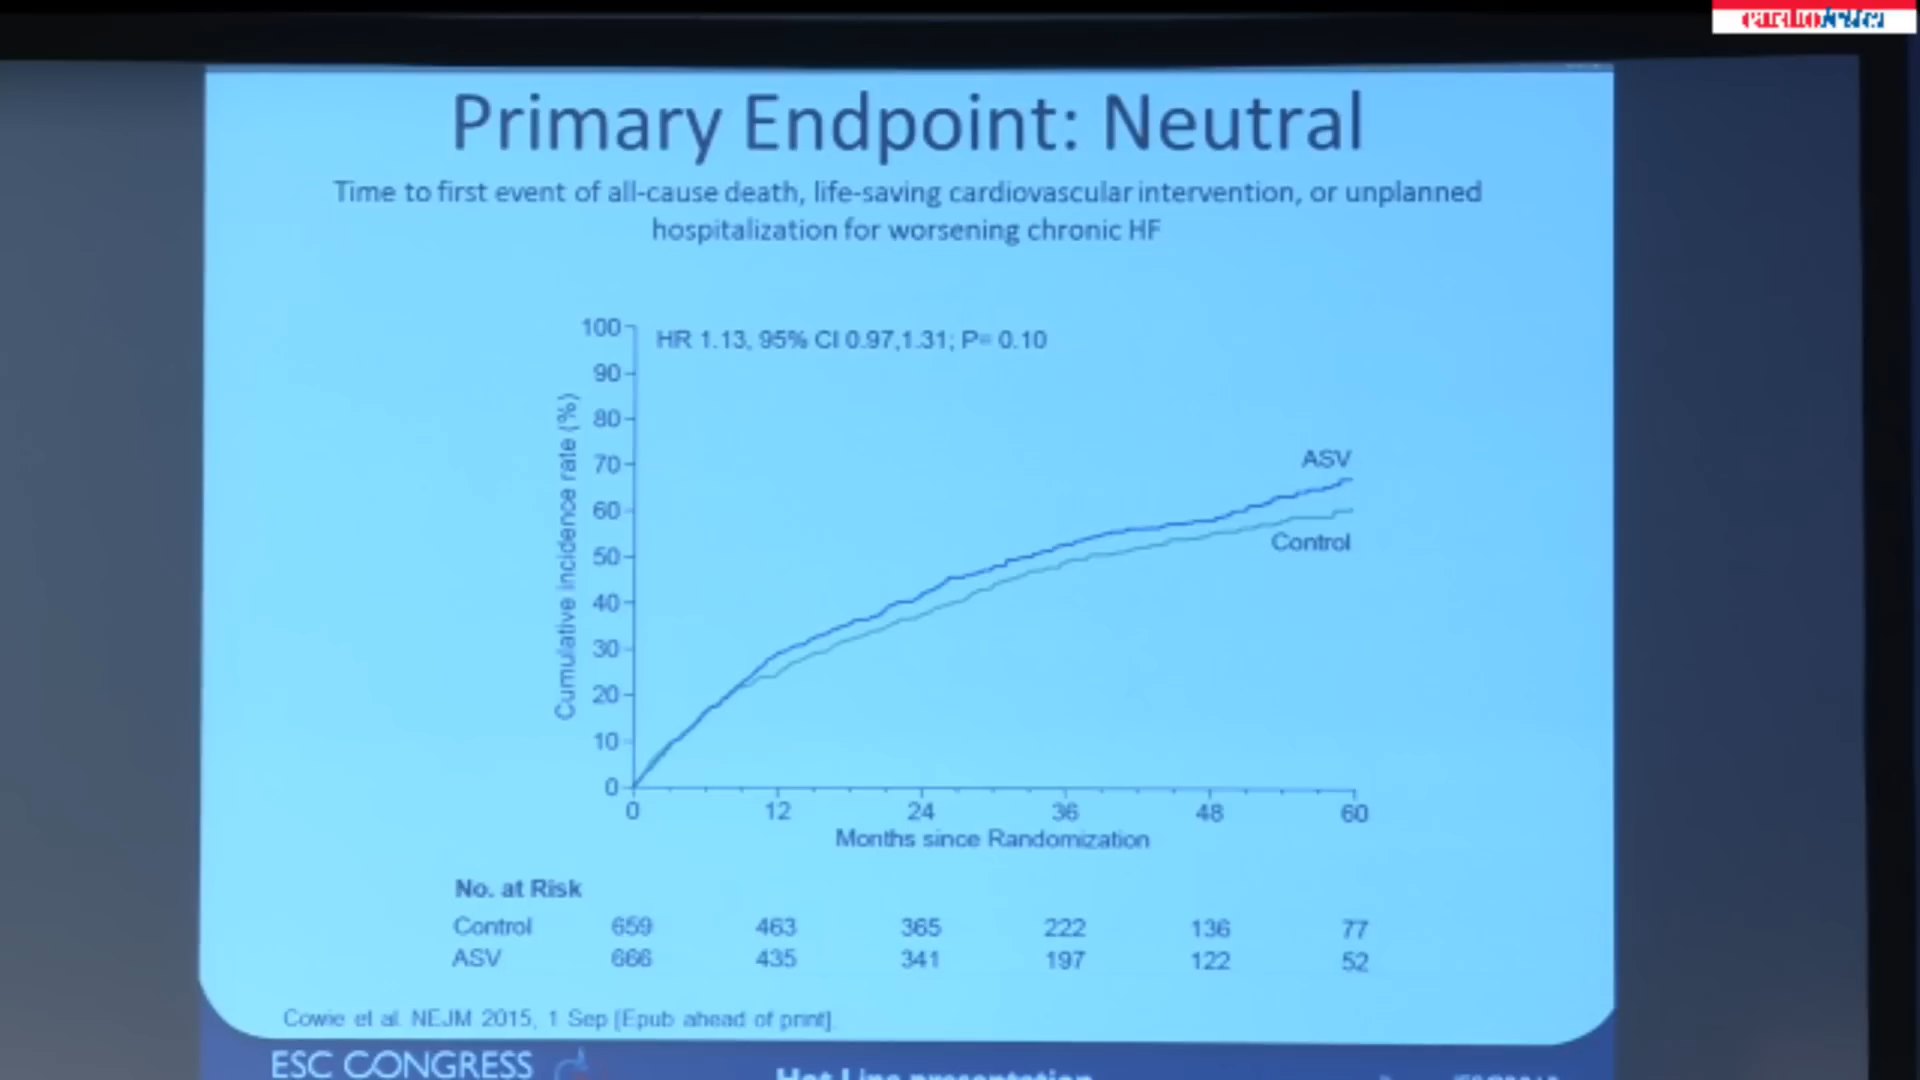 Primary Endpoint: Neutral
Time to first event of all-cause death, life-saving cardiovascular intervention, or unplanned
hospitalization for worsening chronic HF
HR 1.13, 95% CI 0.97,1.31; P= 0.10
Cumulative incidence rate (%)
100
90
80
70
60
50
40
30
20
10
0
ASV
Control
0 12 24 36 48 60
Months since Randomization
No. at Risk
Control 659 463 365 222 136 77
ASV 666 435 341 197 122 52
Cowie et al. NEJM 2015, 1 Sep [Epub ahead of print].
ESC CONGRESS